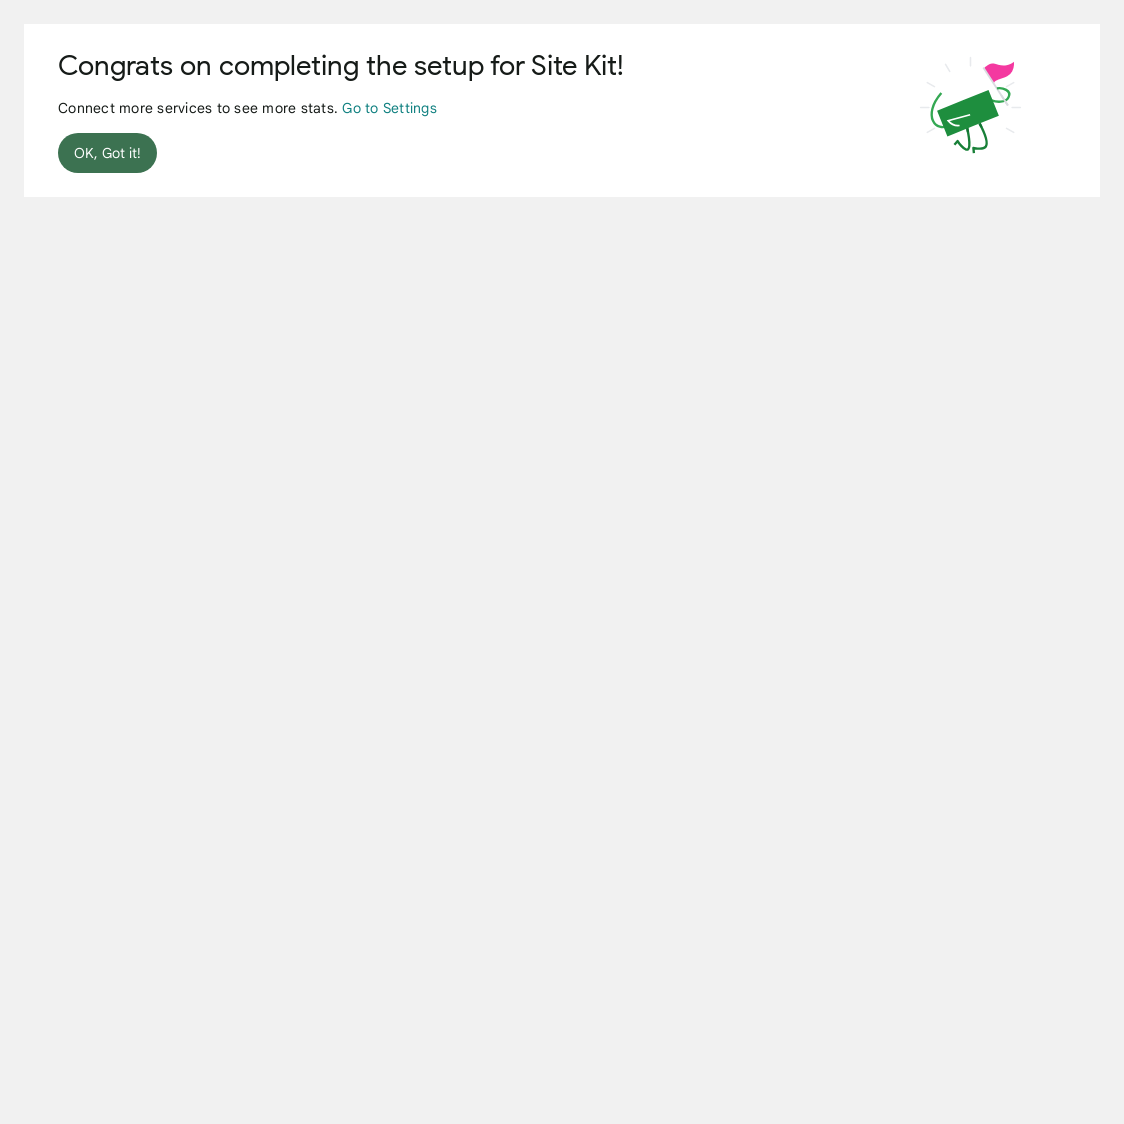 Congrats on completing the setup for Site Kit!
Connect more services to see more stats. Go to Settings
OK, Got it!